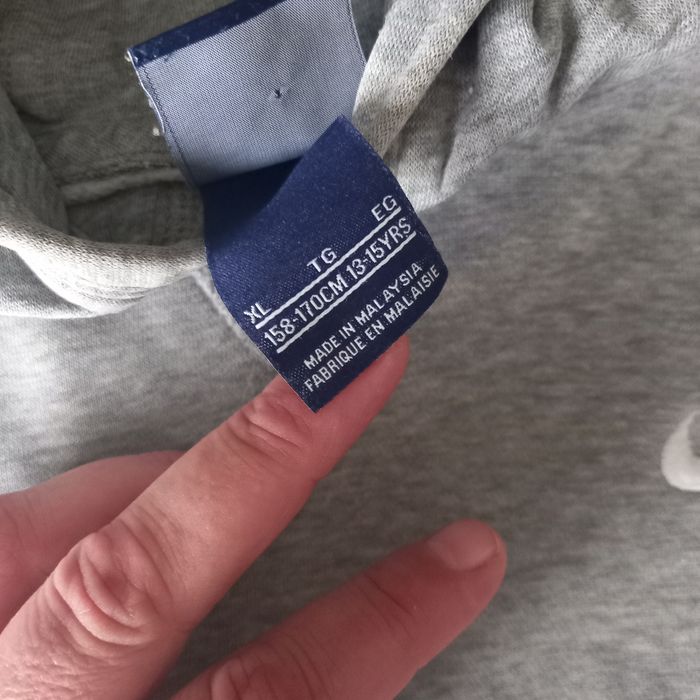 XL TG EG
158-170CM 13-15YRS
MADE IN MALAYSIA
FABRIQUE EN MALAISIE